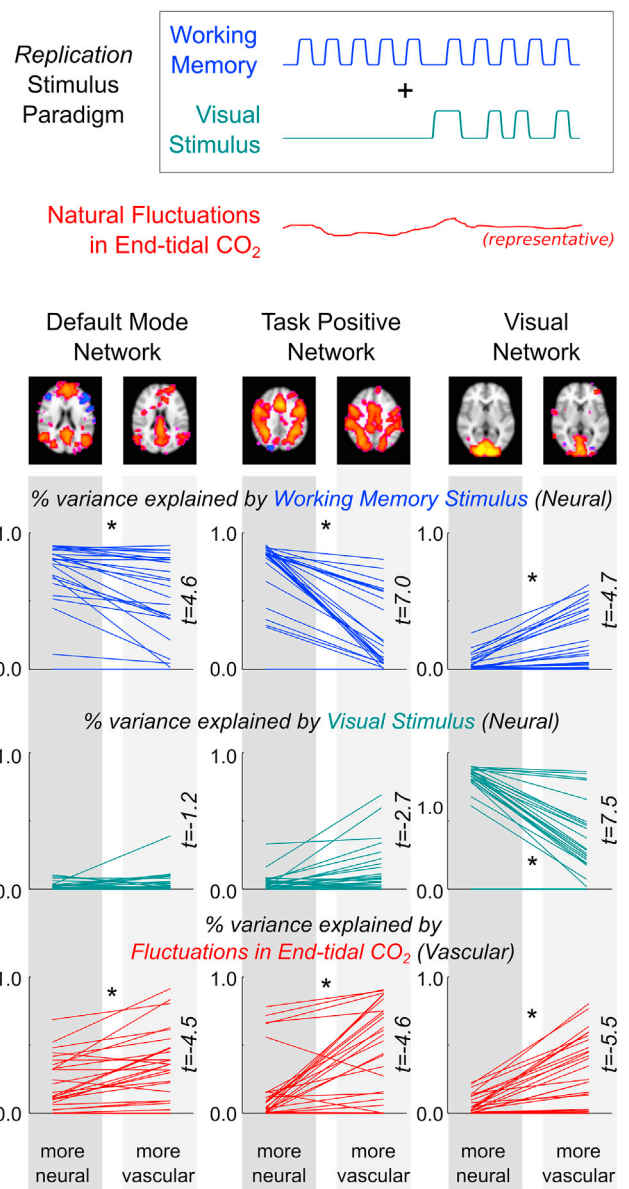 Replication
Stimulus
Paradigm
Working
Memory
+
Visual
Stimulus
Natural Fluctuations
in End-tidal CO₂
(representative)
Default Mode
Network
Task Positive
Network
Visual
Network
% variance explained by Working Memory Stimulus (Neural)
1.0
0.0
*
t=4.6
*
t=7.0
1.0
0.0
*
t=-4.7
% variance explained by Visual Stimulus (Neural)
1.0
0.0
t=-1.2
1.0
0.0
t=-2.7
1.0
0.0
*
t=7.5
% variance explained by
Fluctuations in End-tidal CO₂ (Vascular)
1.0
0.0
*
t=-4.5
1.0
0.0
*
t=-4.6
1.0
0.0
*
t=-5.5
more
neural
more
vascular
more
neural
more
vascular
more
neural
more
vascular